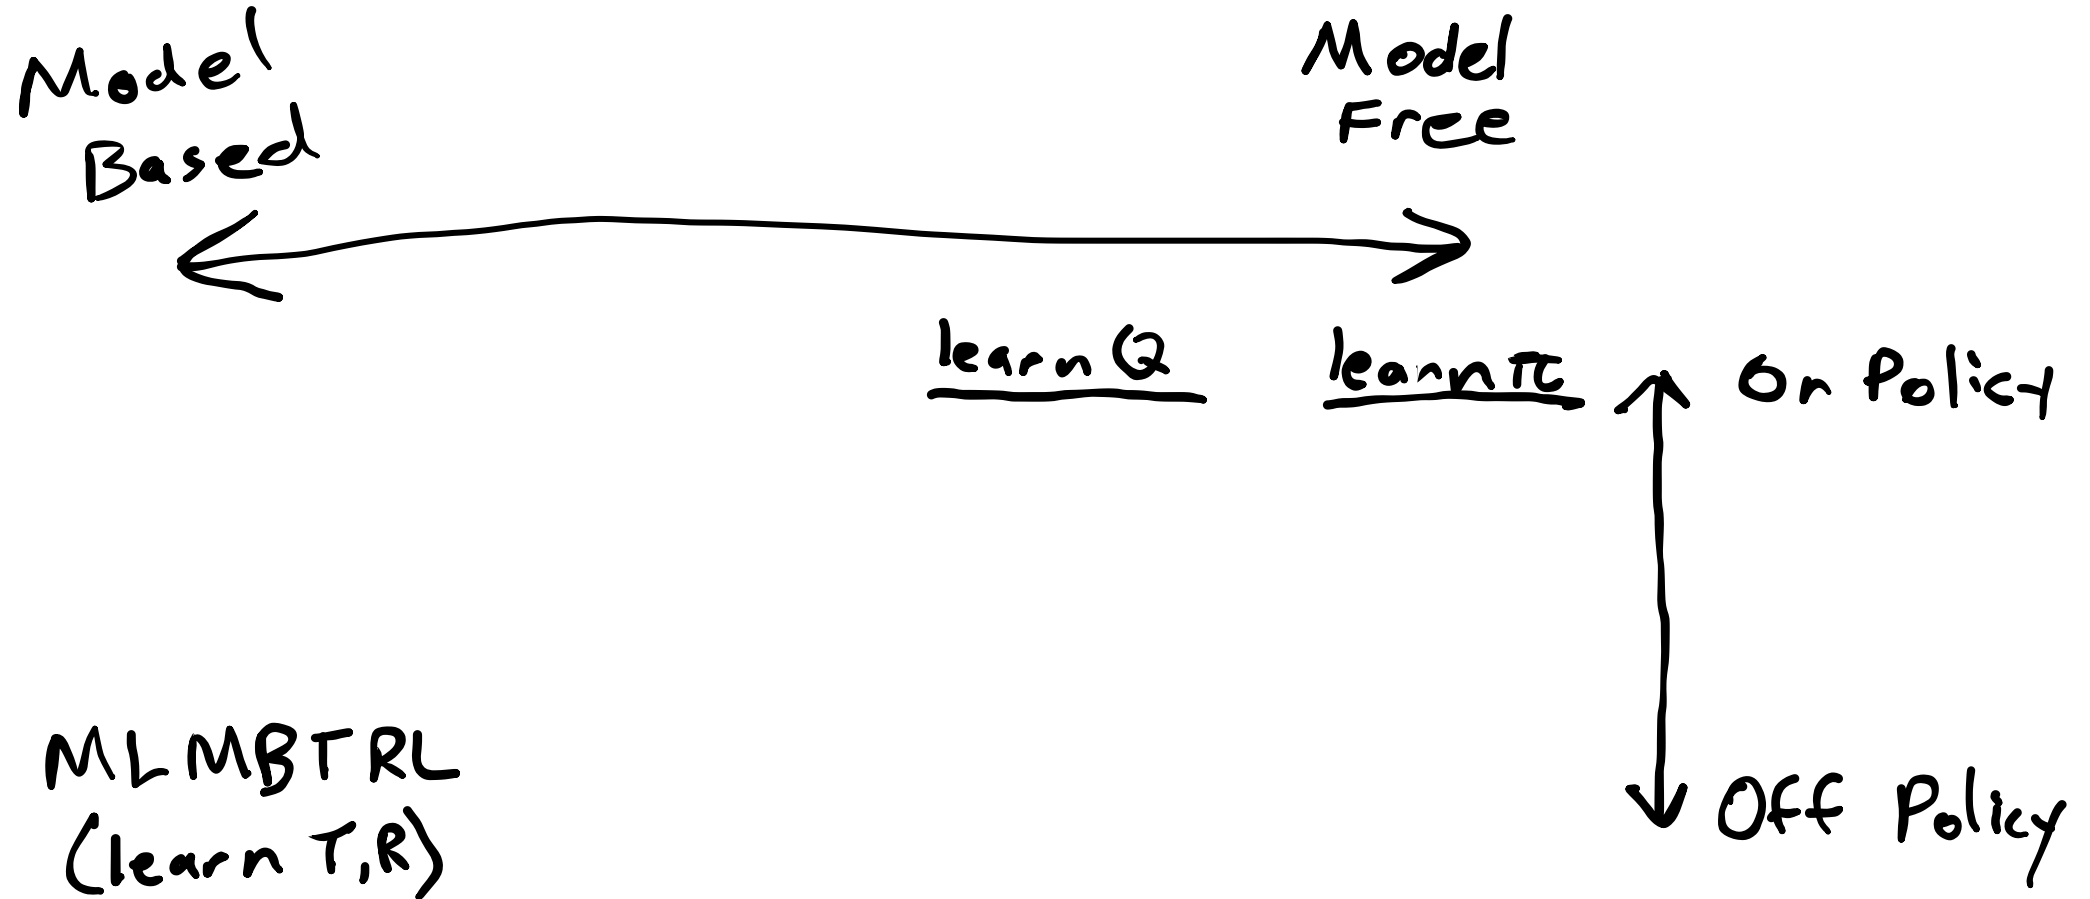 Model
Based
Model
Free
learn Q
learn π
On Policy
MLMBTRL
(learn T,R)
Off Policy